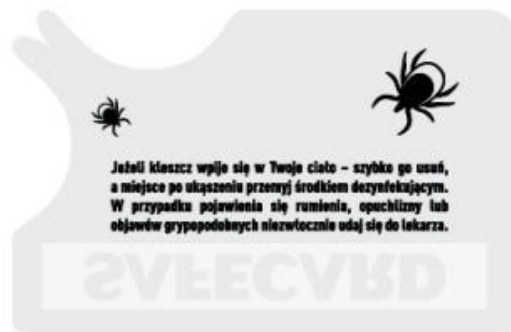 Jeżeli kleszcz wpije się w Twoje ciało – szybko go usuń,
a miejsce po ukąszeniu przemyj środkiem dezynfekującym.
W przypadku pojawienia się rumienia, opuchlizny lub
objawów grypopodobnych niezwłocznie udaj się do lekarza.
SAFECARD